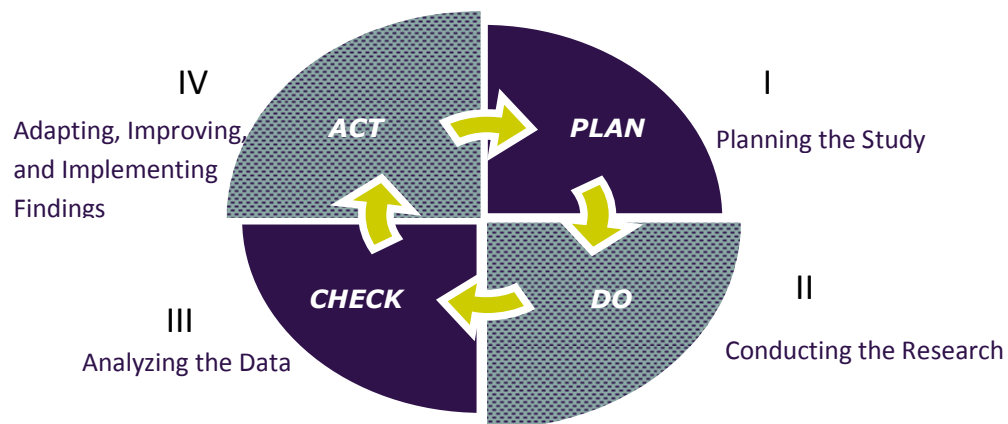 IV
Adapting, Improving,
and Implementing
Findings
ACT
PLAN
I
Planning the Study
CHECK
DO
II
Conducting the Research
III
Analyzing the Data